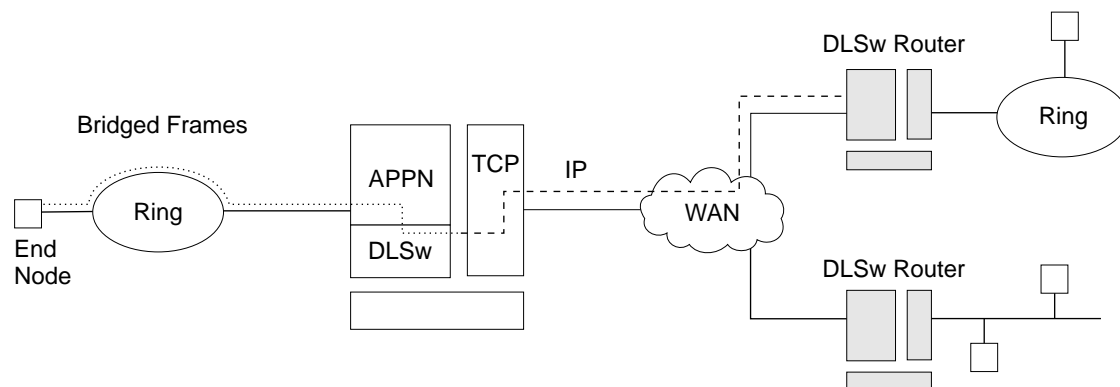 DLSw Router
Bridged Frames
Ring
APPN
TCP
IP
Ring
WAN
DLSw
End
Node
DLSw Router